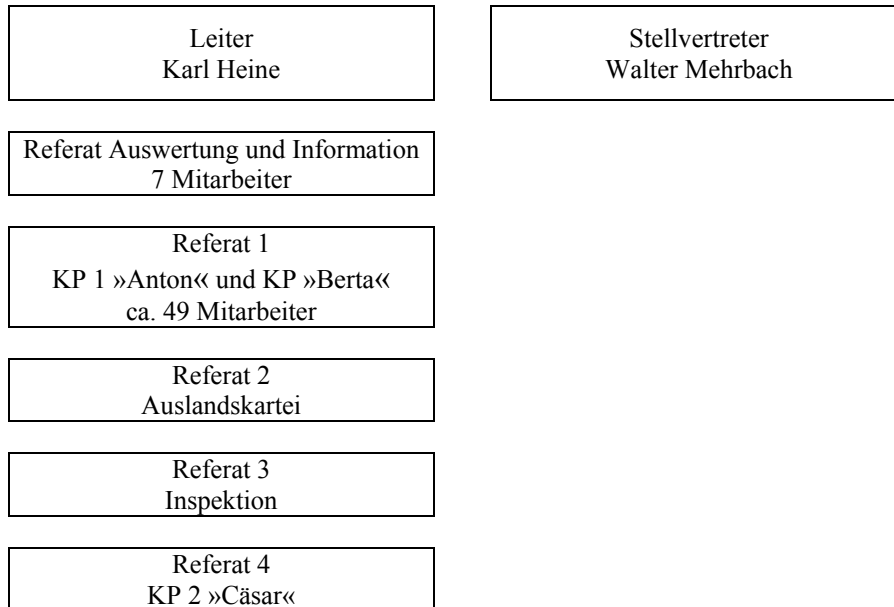 Leiter
Karl Heine
Stellvertreter
Walter Mehrbach
Referat Auswertung und Information
7 Mitarbeiter
Referat 1
KP 1 »Anton« und KP »Berta«
ca. 49 Mitarbeiter
Referat 2
Auslandskartei
Referat 3
Inspektion
Referat 4
KP 2 »Cäsar«